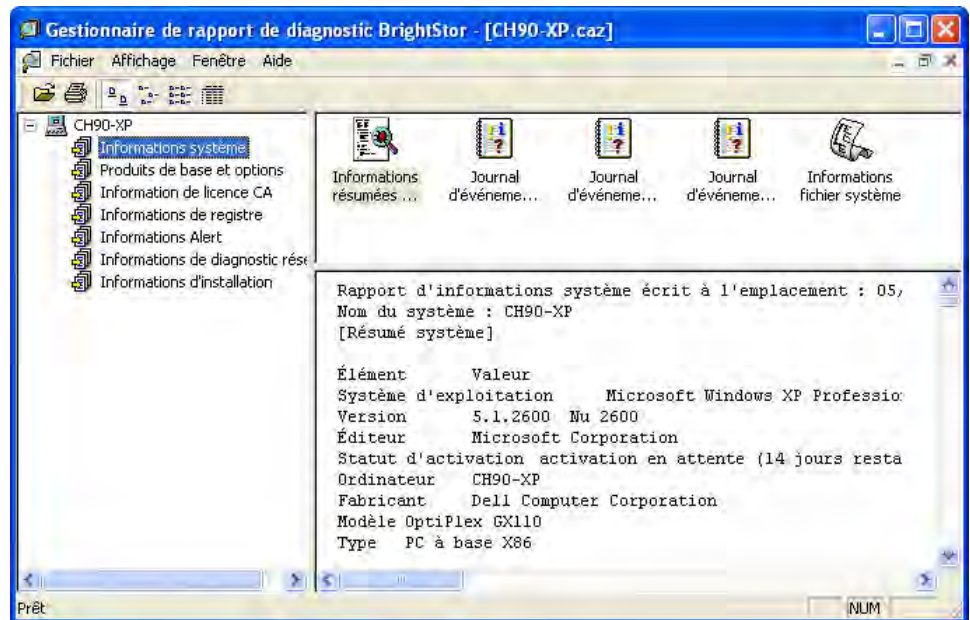 Gestionnaire de rapport de diagnostic BrightStor - [CH90-XP.caz]
Fichier Affichage Fenêtre Aide
CH90-XP
Informations système
Produits de base et options
Information de licence CA
Informations de registre
Informations Alert
Informations de diagnostic rése
Informations d'installation
Informations résumées ...
Journal d'événeme...
Journal d'événeme...
Journal d'événeme...
Informations fichier système
Rapport d'informations système écrit à l'emplacement : 05,
Nom du système : CH90-XP
[Résumé système]
Élément Valeur
Système d'exploitation Microsoft Windows XP Professio
Version 5.1.2600 Nu 2600
Éditeur Microsoft Corporation
Statut d'activation activation en attente (14 jours resta
Ordinateur CH90-XP
Fabricant Dell Computer Corporation
Modèle OptiPlex GX110
Type PC à base X86
Prêt
NUM